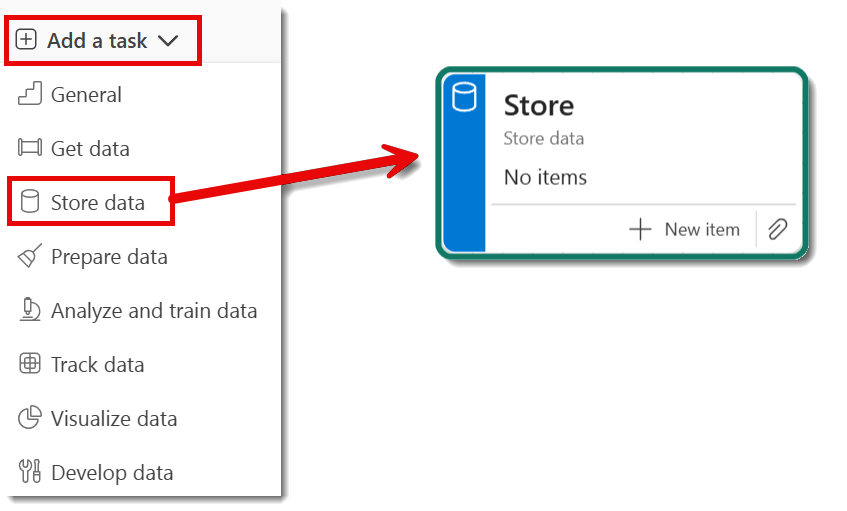 Add a task
General
Get data
Store data
Prepare data
Analyze and train data
Track data
Visualize data
Develop data
Store
Store data
No items
New item